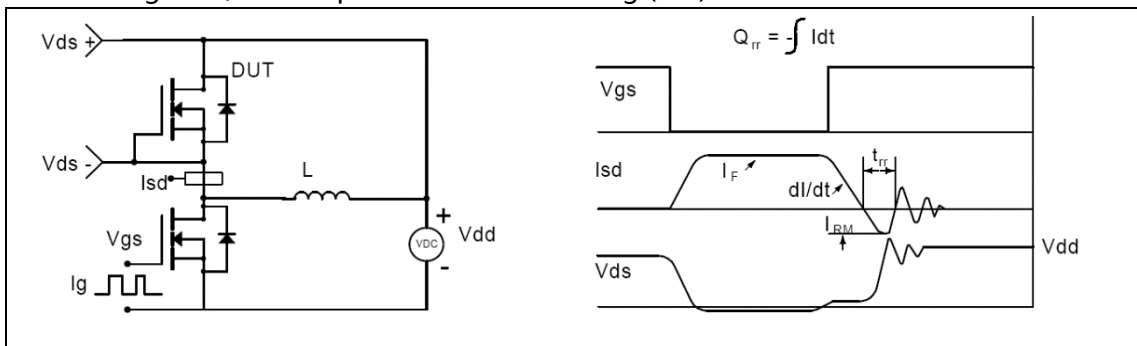 Vds +
DUT
Vds -
Isd
L
Vgs
Ig
+
VDC
Vdd
-
Q rr = -∫ Idt
Vgs
Isd
I F
dI/dt
t rr
I RM
Vdd
Vds